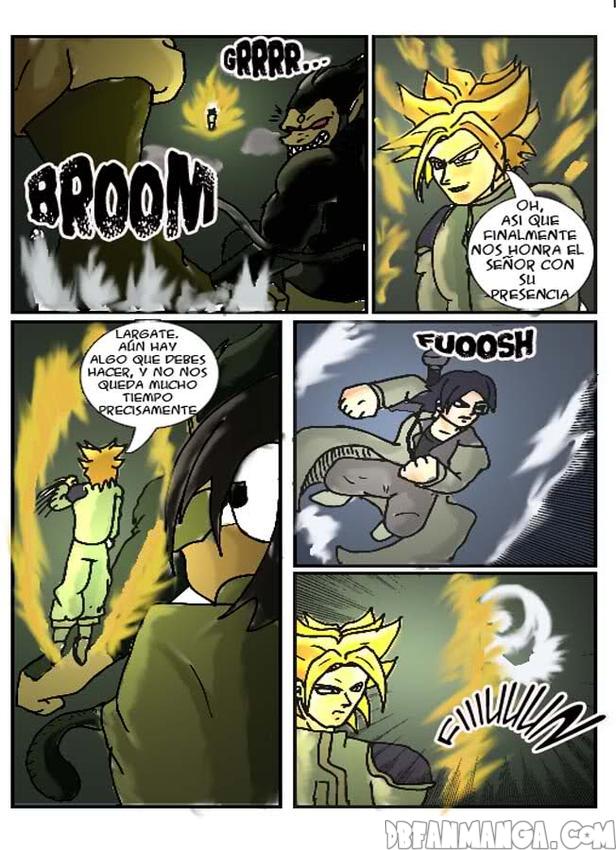 GRRRR...
BROOM
OH,
ASI QUE
FINALMENTE
NOS HONRA EL
SEÑOR CON
SU
PRESENCIA
LARGATE.
AÚN HAY
ALGO QUE DEBES
HACER, Y NO NOS
QUEDA MUCHO
TIEMPO
PRECISAMENTE
FUOOSH
FIIIUUUN
DBFANMANGA.COM